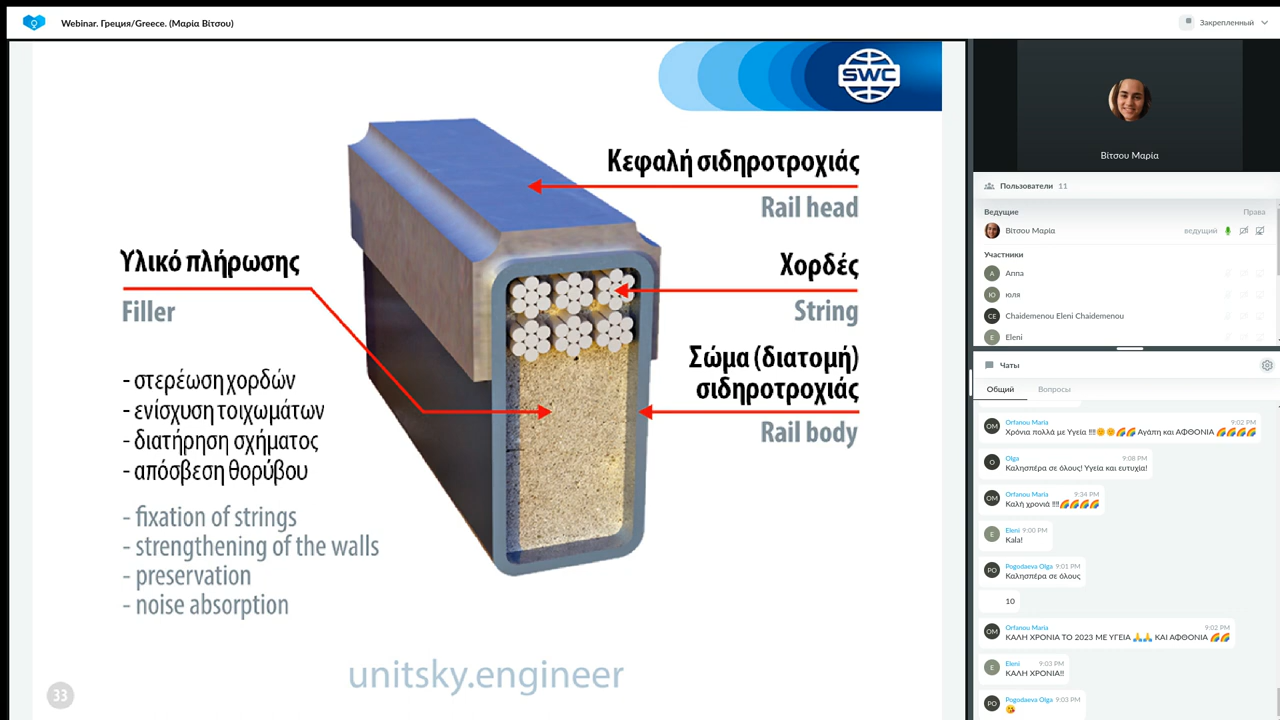 Webinar. Греция/Greece. (Μαρία Βίτσου)
Закрепленный
SWC
Κεφαλή σιδηροτροχιάς
Rail head
Υλικό πλήρωσης
Filler
Χορδές
String
Σώμα (διατομή)
σιδηροτροχιάς
Rail body
- στερέωση χορδών
- ενίσχυση τοιχωμάτων
- διατήρηση σχήματος
- απόσβεση θορύβου
- fixation of strings
- strengthening of the walls
- preservation
- noise absorption
unitsky.engineer
33
Βίτσου Μαρία
Пользователи 11
Ведущие Права
Βίτσου Μαρία ведущий
Участники
A Anna
Ю юля
CE Chaidemenou Eleni Chaidemenou
E Eleni
Чаты
Общий Вопросы
OM Orfanou Maria 9:02 PM
Χρόνια πολλά με Υγεία !!!!🙂🙂🌈🌈 Αγάπη και ΑΦΘΟΝΙΑ 🌈🌈🌈🌈
O Olga 9:08 PM
Καλησπέρα σε όλους! Υγεία και ευτυχία!
OM Orfanou Maria 9:34 PM
Καλή χρονιά !!!!🌈🌈🌈🌈
E Eleni 9:00 PM
Kala!
PO Pogodaeva Olga 9:01 PM
Καλησπέρα σε όλους
10
OM Orfanou Maria 9:02 PM
ΚΑΛΗ ΧΡΟΝΙΑ ΤΟ 2023 ΜΕ ΥΓΕΙΑ 🙏🙏 ΚΑΙ ΑΦΘΟΝΙΑ 🌈🌈
E Eleni 9:03 PM
ΚΑΛΗ ΧΡΟΝΙΑ!!
PO Pogodaeva Olga 9:03 PM
😘